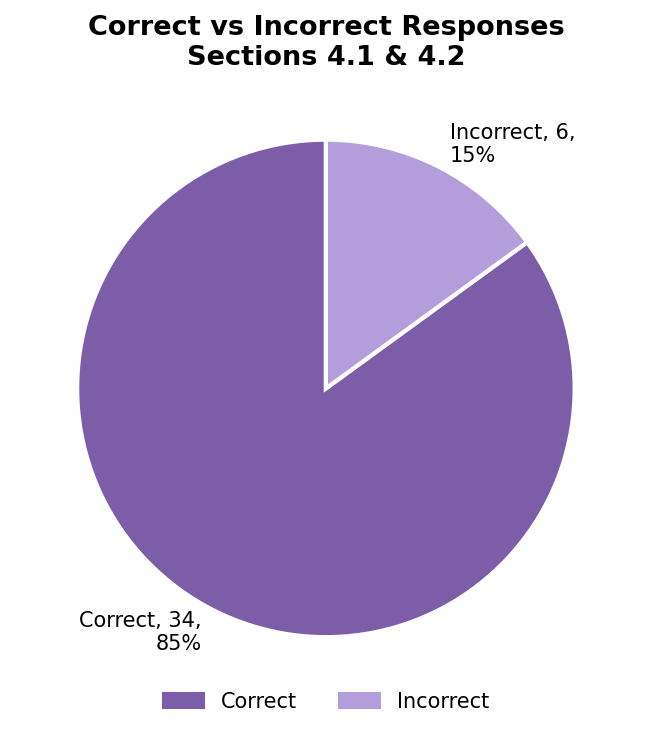 Correct vs Incorrect Responses
Sections 4.1 & 4.2
Incorrect, 6,
15%
Correct, 34,
85%
Correct
Incorrect